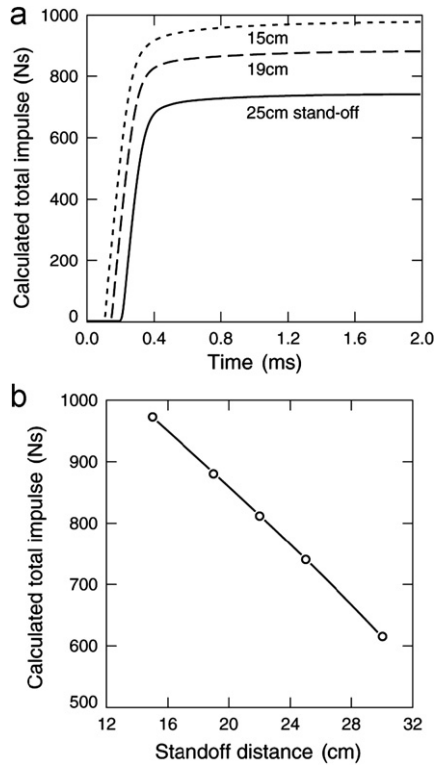 a
1000
800
600
400
200
0
Calculated total impulse (Ns)
15cm
19cm
25cm stand-off
0.0 0.4 0.8 1.2 1.6 2.0
Time (ms)
b
1000
900
800
700
600
500
Calculated total impulse (Ns)
12 16 20 24 28 32
Standoff distance (cm)